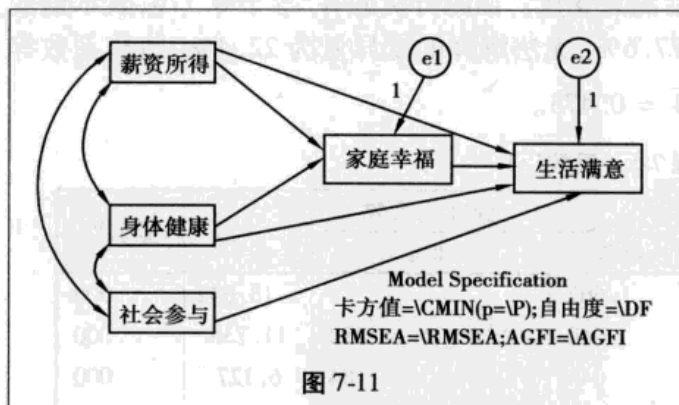 薪资所得
e1
e2
1
1
家庭幸福
生活满意
身体健康
社会参与
Model Specification
卡方值=\CMIN(p=\P);自由度=\DF
RMSEA=\RMSEA;AGFI=\AGFI
图 7-11